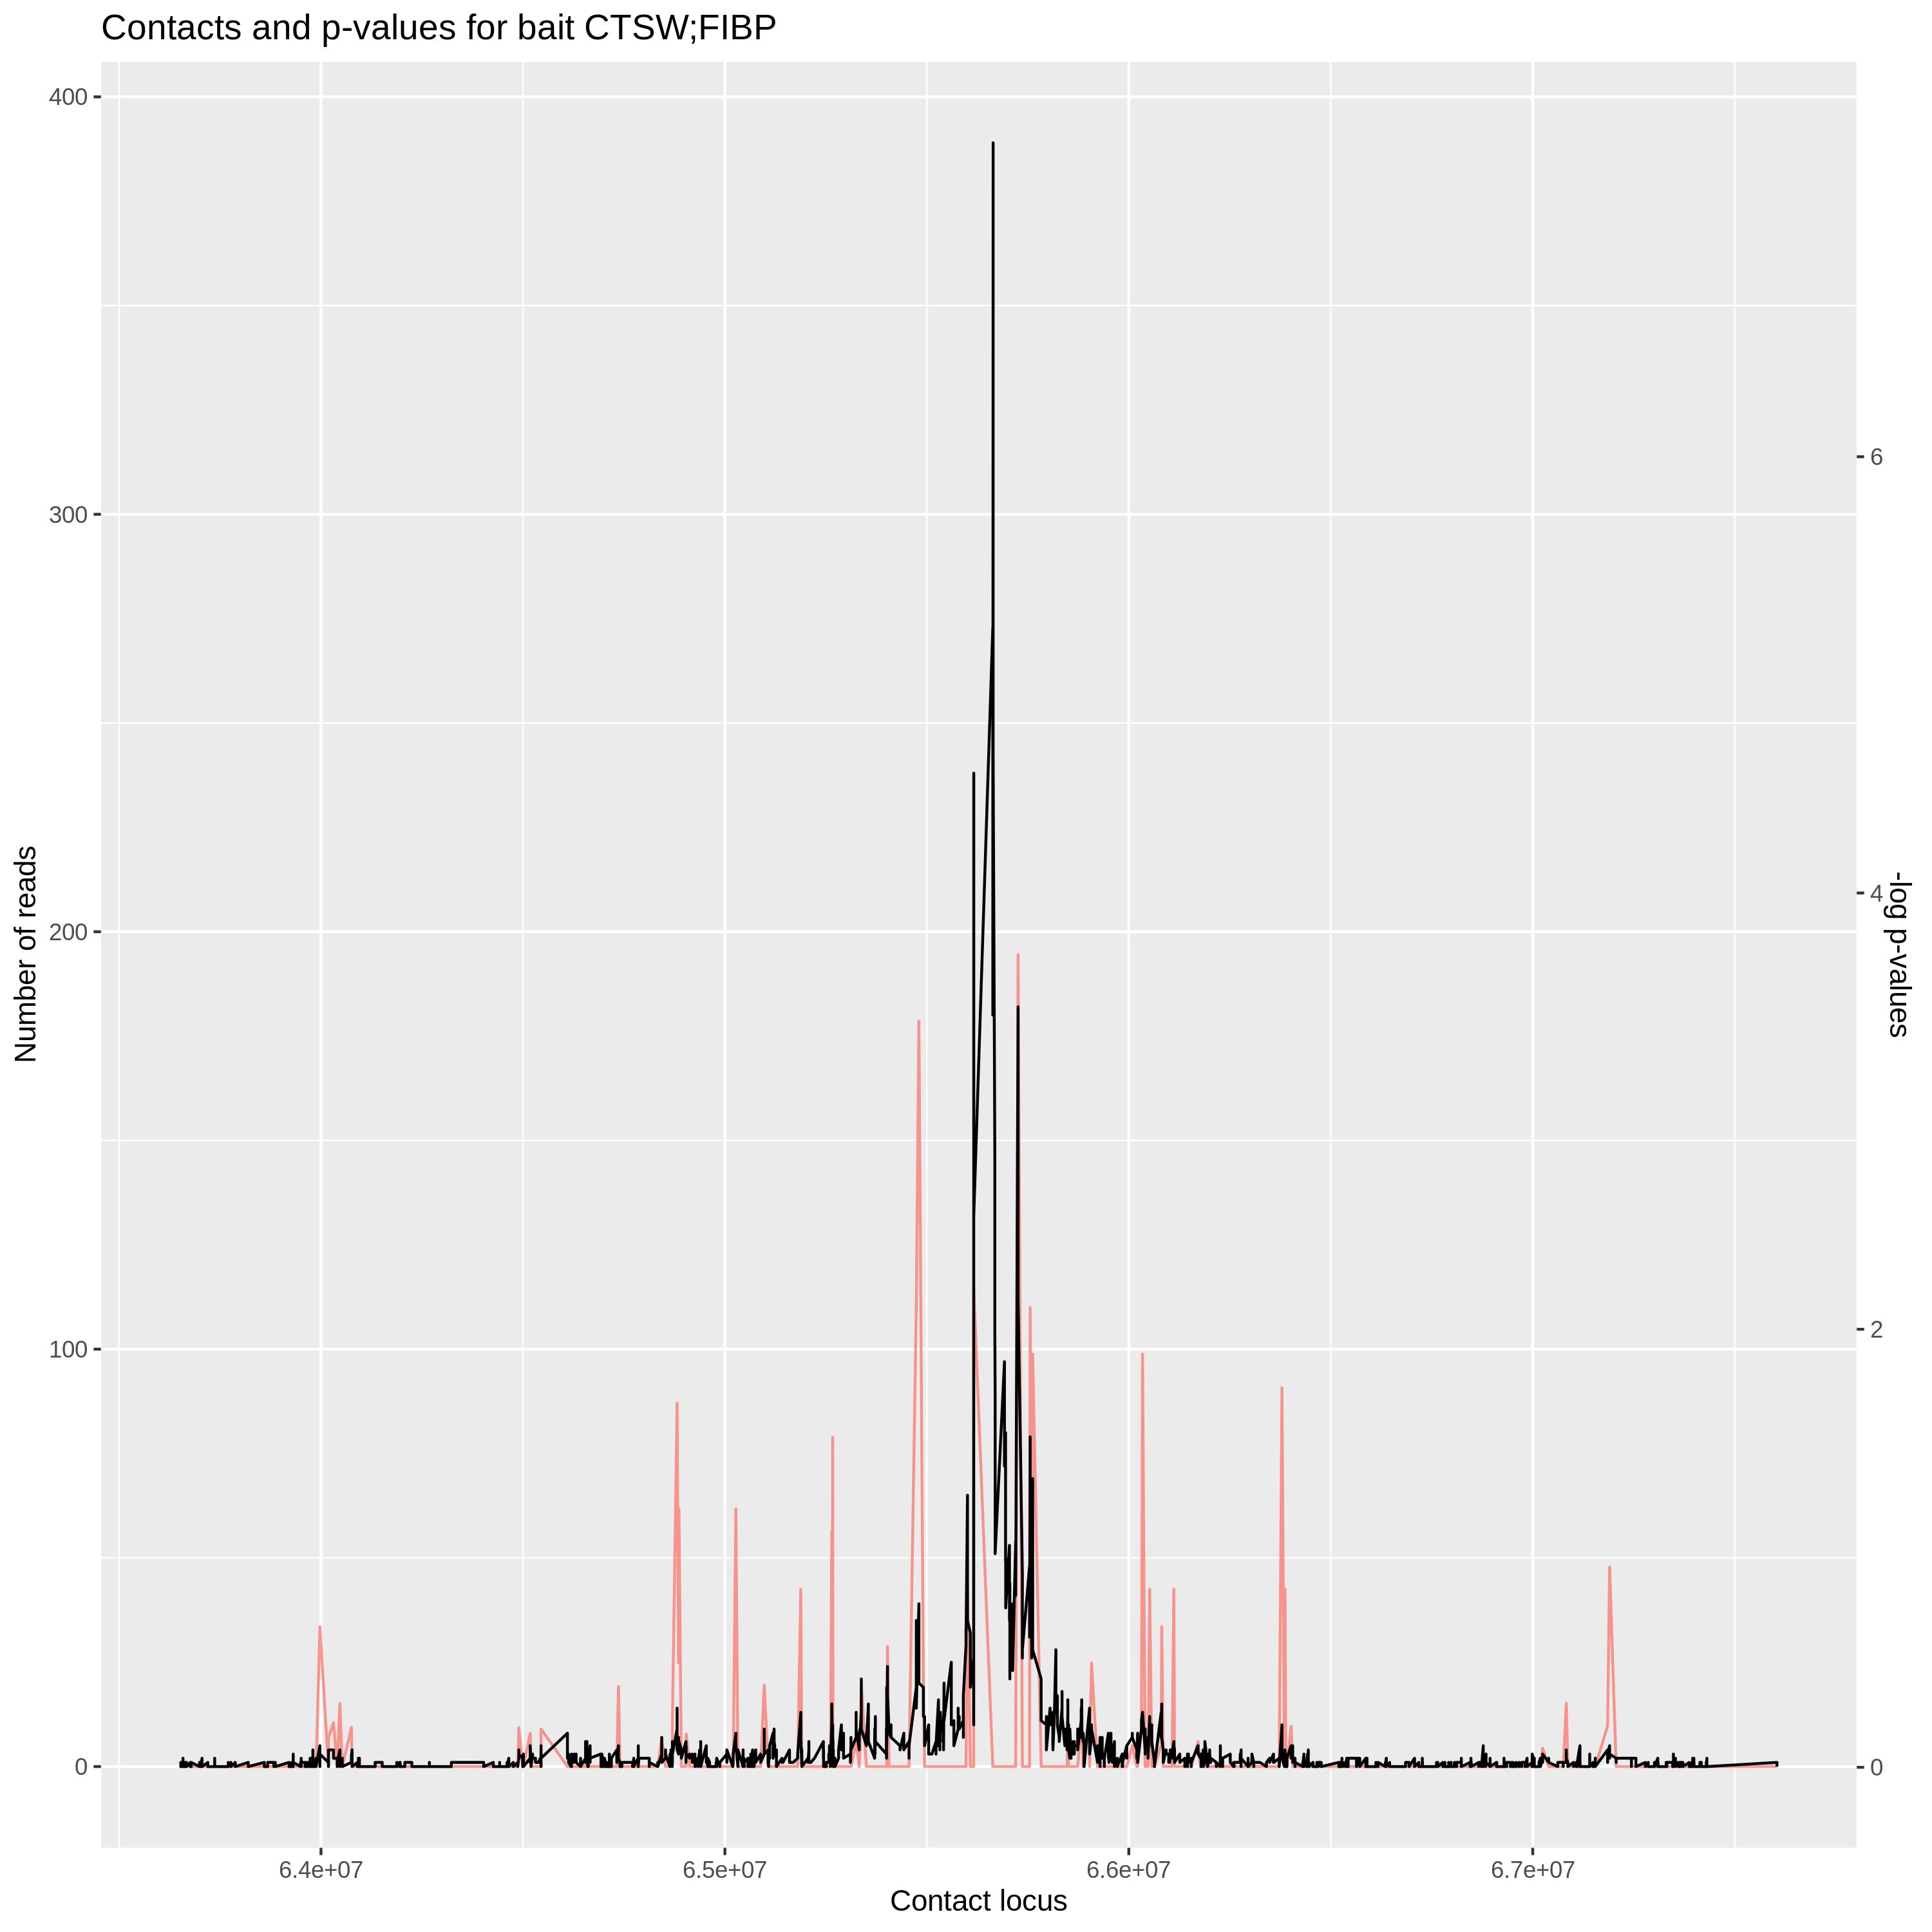 Contacts and p-values for bait CTSW;FIBP
400
300
200
100
0
Number of reads
6
4
2
0
-log p-values
6.4e+07
6.5e+07
6.6e+07
6.7e+07
Contact locus